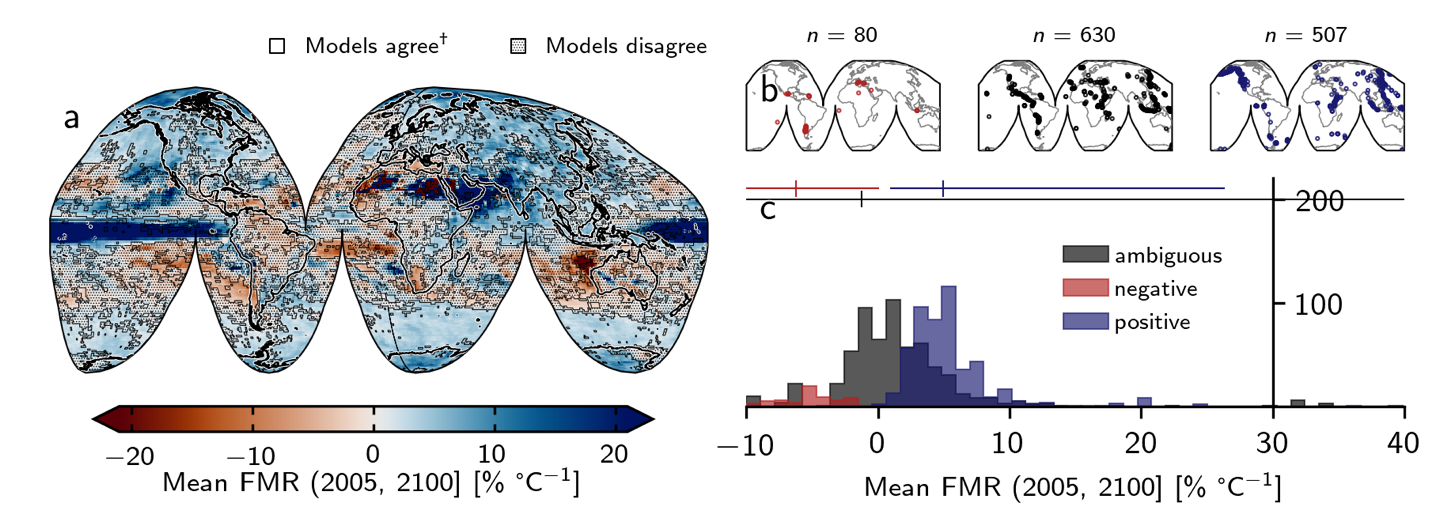 Models agree†
Models disagree
a
−20 −10 0 10 20
Mean FMR (2005, 2100] [% °C⁻¹]
n = 80
n = 630
n = 507
b
c
200
100
ambiguous
negative
positive
−10 0 10 20 30 40
Mean FMR (2005, 2100] [% °C⁻¹]